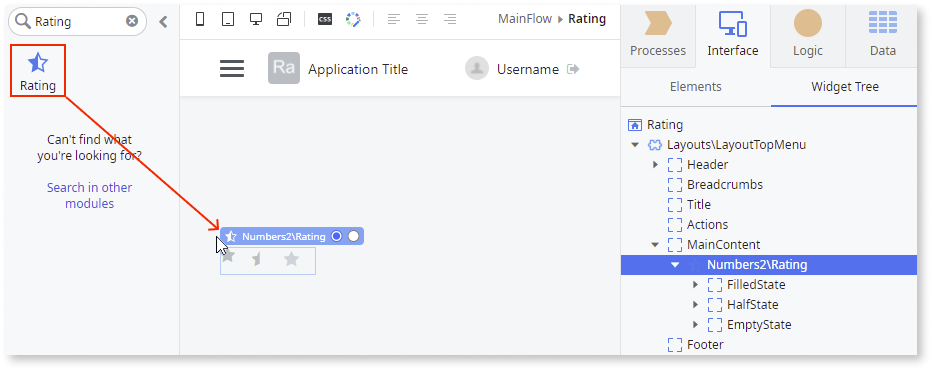 Rating
Rating
Can't find what
you're looking for?
Search in other
modules
CSS
MainFlow Rating
Ra Application Title
Username
Numbers2\Rating
Processes
Interface
Logic
Data
Elements
Widget Tree
Rating
Layouts\LayoutTopMenu
Header
Breadcrumbs
Title
Actions
MainContent
Numbers2\Rating
FilledState
HalfState
EmptyState
Footer